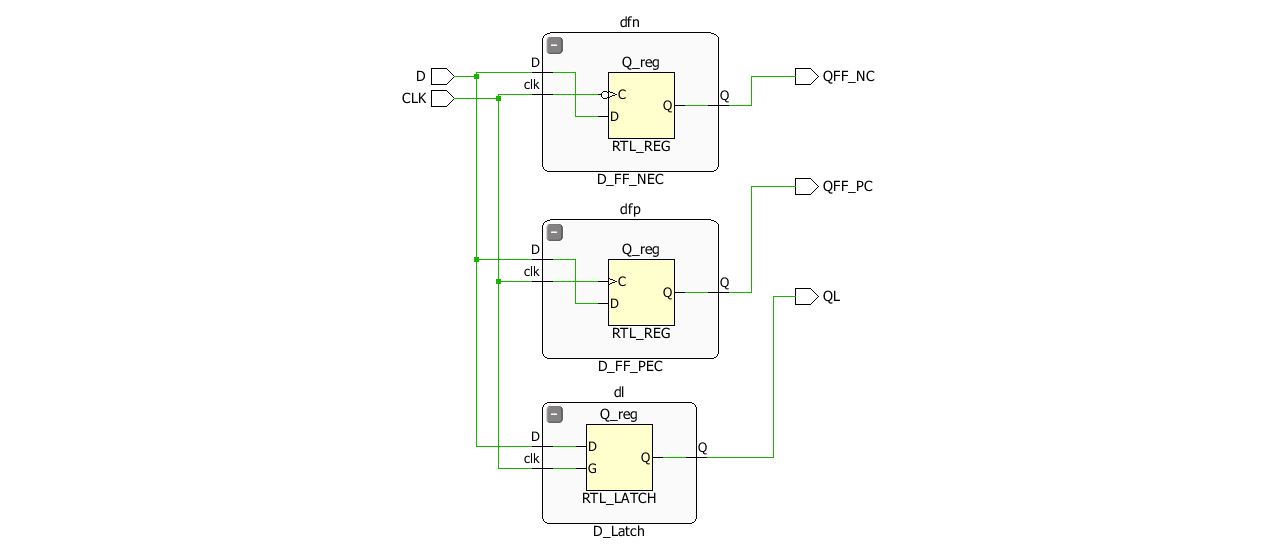 dfn
D
Q_reg
D
QFF_NC
clk
C
Q
Q
CLK
D
RTL_REG
D_FF_NEC
QFF_PC
dfp
D
Q_reg
clk
C
Q
Q
D
QL
RTL_REG
D_FF_PEC
dl
Q_reg
D
D
Q
Q
clk
G
RTL_LATCH
D_Latch